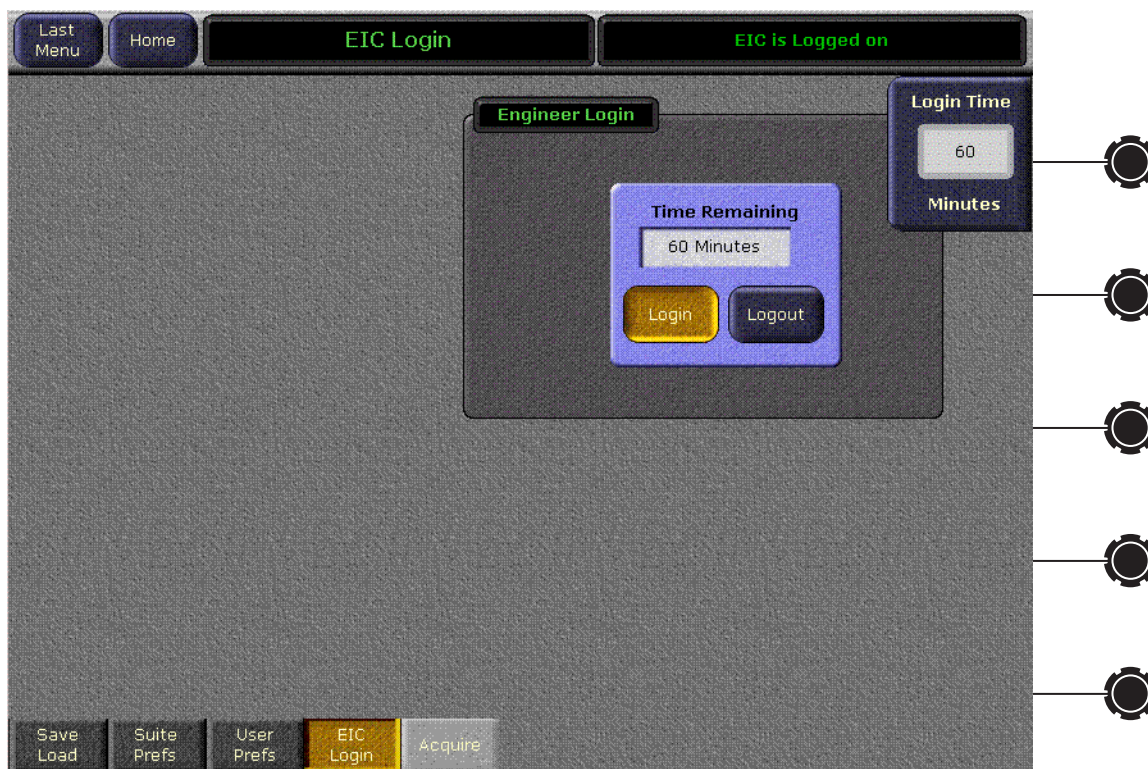 Last
Menu
Home
EIC Login
EIC is Logged on
Engineer Login
Login Time
60
Minutes
Time Remaining
60 Minutes
Login
Logout
Save
Load
Suite
Prefs
User
Prefs
EIC
Login
Acquire